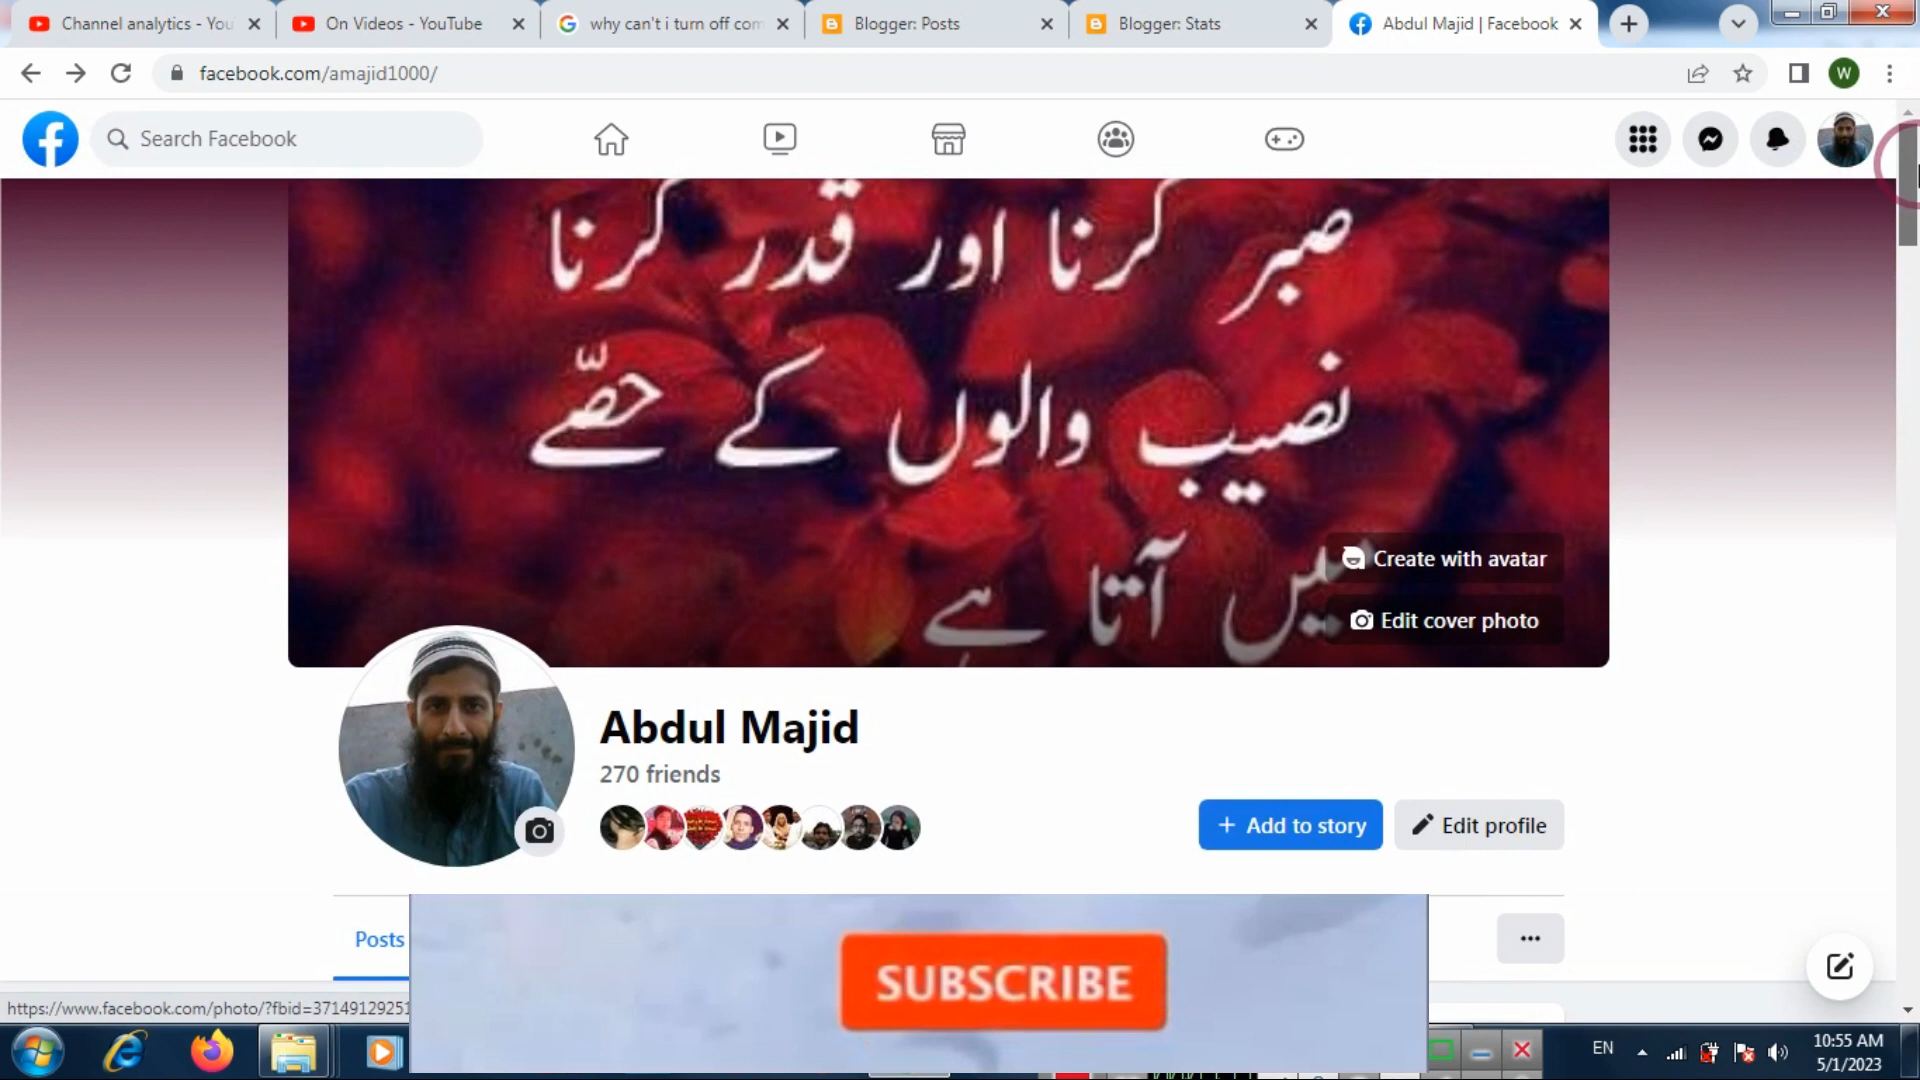 Channel analytics - You
On Videos - YouTube
why can't i turn off com
Blogger: Posts
Blogger: Stats
Abdul Majid | Facebook
facebook.com/amajid1000/
W
Search Facebook
صبر کرنا اور قدر کرنا
نصیب والوں کے حصّے
میں آتا ہے
Create with avatar
Edit cover photo
Abdul Majid
270 friends
+ Add to story
Edit profile
Posts
...
SUBSCRIBE
https://www.facebook.com/photo/?fbid=37149129251
EN
10:55 AM
5/1/2023